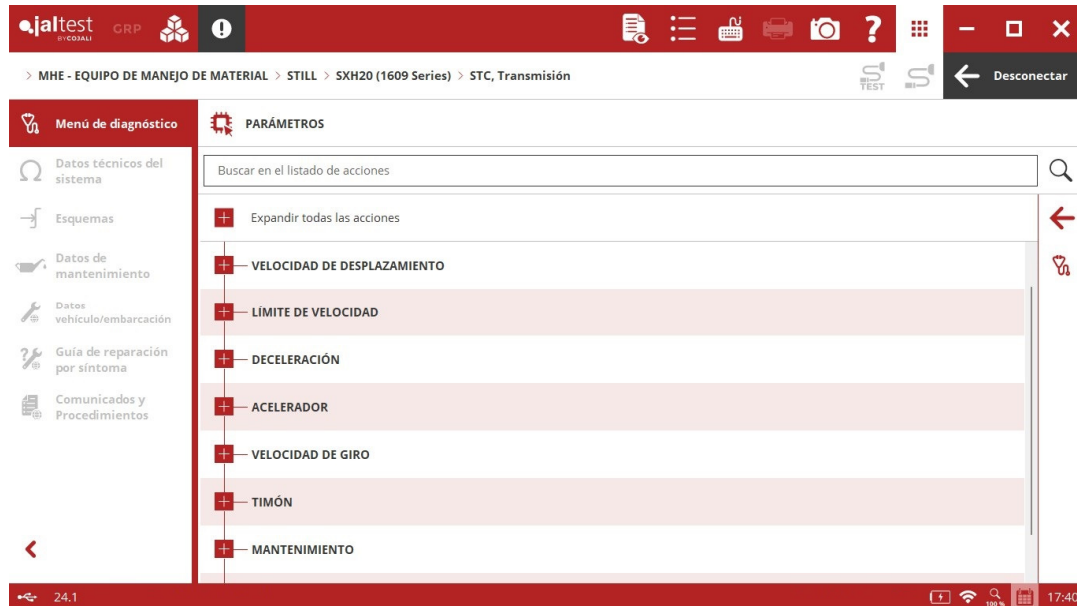 jaltest GRP
BY COJALI
> MHE - EQUIPO DE MANEJO DE MATERIAL > STILL > SXH20 (1609 Series) > STC, Transmisión
TEST
Desconectar
Menú de diagnóstico
Datos técnicos del
sistema
Esquemas
Datos de
mantenimiento
Datos
vehículo/embarcación
Guía de reparación
por síntoma
Comunicados y
Procedimientos
PARÁMETROS
Buscar en el listado de acciones
Expandir todas las acciones
VELOCIDAD DE DESPLAZAMIENTO
LÍMITE DE VELOCIDAD
DECELERACIÓN
ACELERADOR
VELOCIDAD DE GIRO
TIMÓN
MANTENIMIENTO
24.1
100 %
17:40